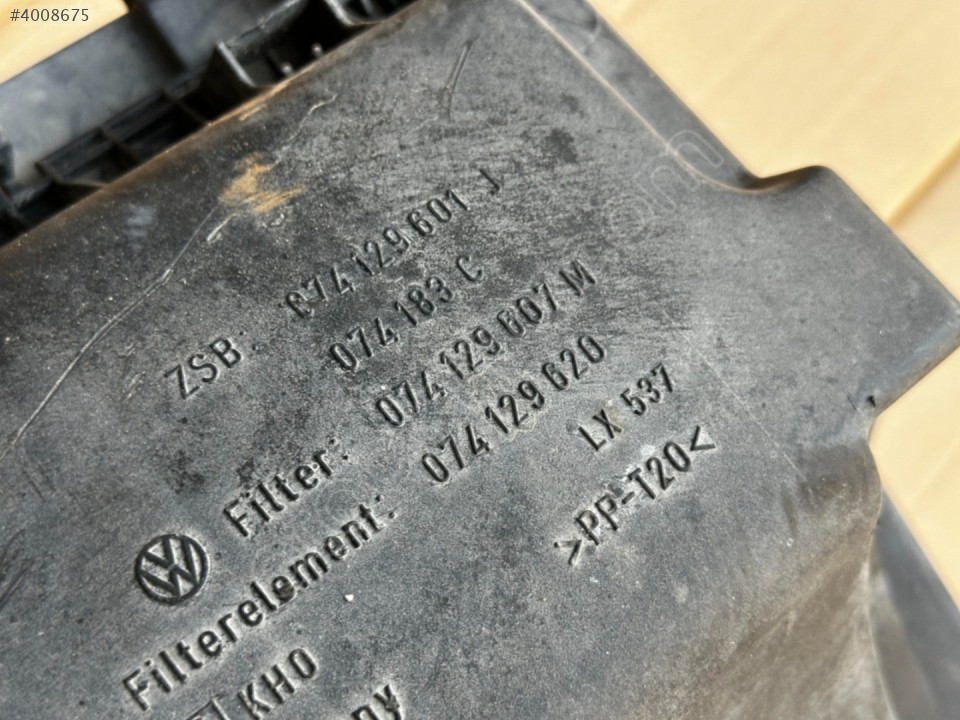 #4008675
ZSB: 074 129 601 J
074 183 C
Filter: 074 129 607 M
Filterelement: 074 129 620
LX 537
>PP-T20<
KHO